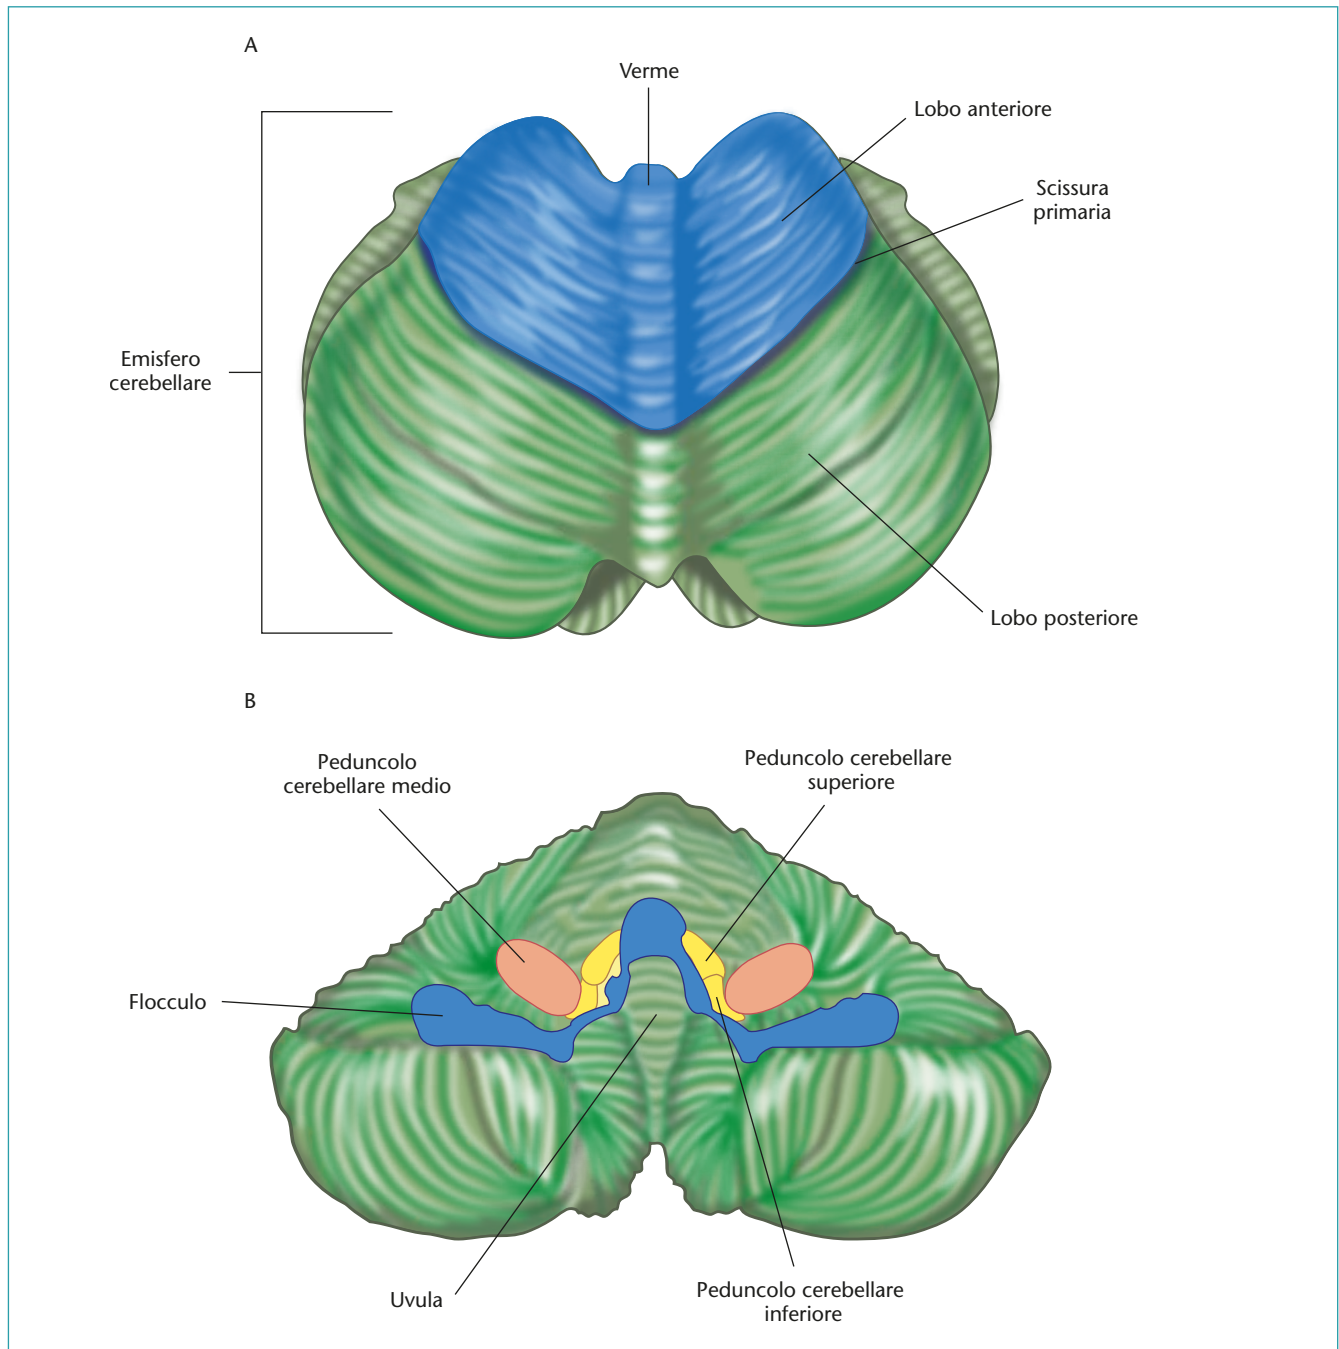 A
Verme
Lobo anteriore
Scissura
primaria
Emisfero
cerebellare
Lobo posteriore
B
Peduncolo
cerebellare medio
Peduncolo cerebellare
superiore
Flocculo
Uvula
Peduncolo cerebellare
inferiore